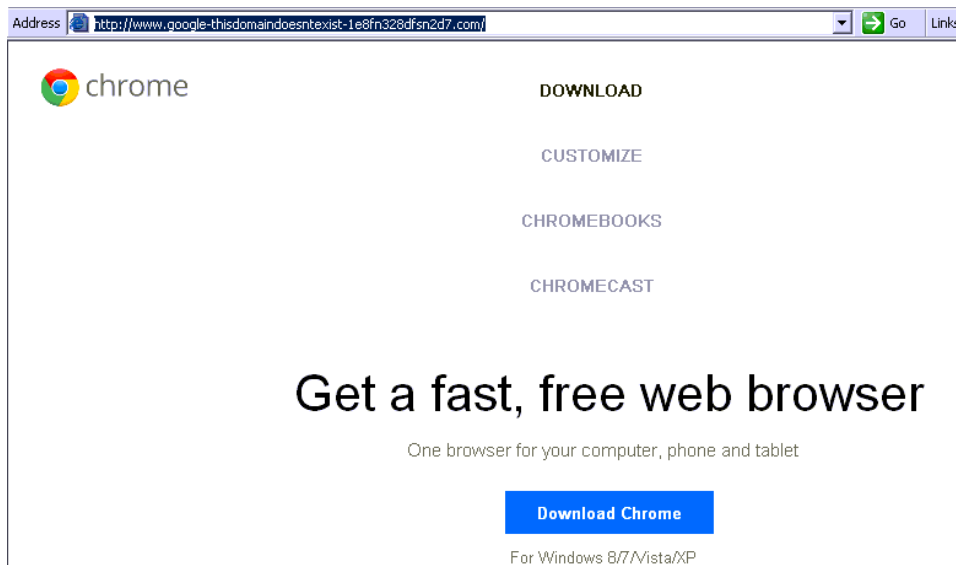 Address http://www.google-thisdomaindoesntexist-1e8fn328dfsn2d7.com/ Go Links
chrome
DOWNLOAD
CUSTOMIZE
CHROMEBOOKS
CHROMECAST
Get a fast, free web browser
One browser for your computer, phone and tablet
Download Chrome
For Windows 8/7/Vista/XP